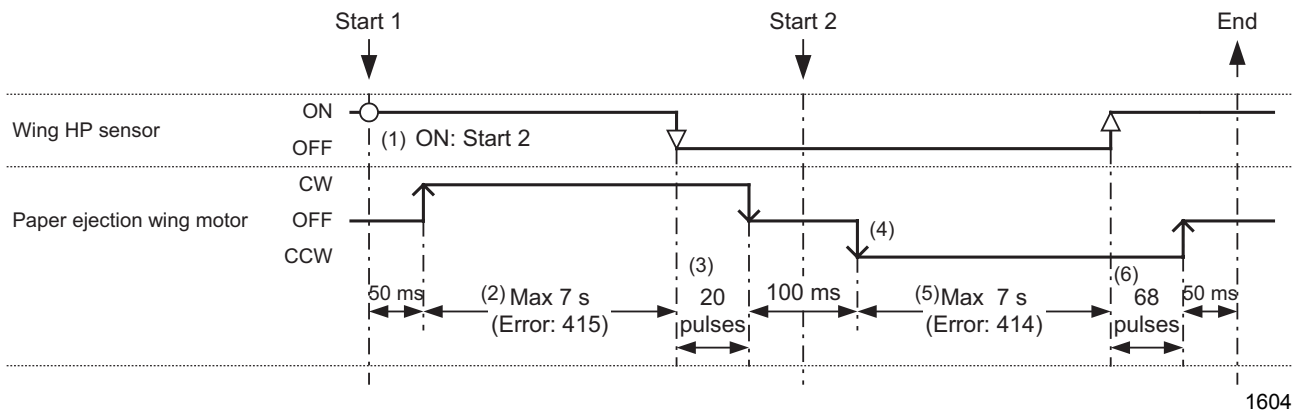 Start 1
Start 2
End
Wing HP sensor
ON
OFF
(1) ON: Start 2
Paper ejection wing motor
CW
OFF
CCW
(4)
(3)
(6)
50 ms
(2) Max 7 s
(Error: 415)
20
pulses
100 ms
(5) Max 7 s
(Error: 414)
68
pulses
50 ms
1604